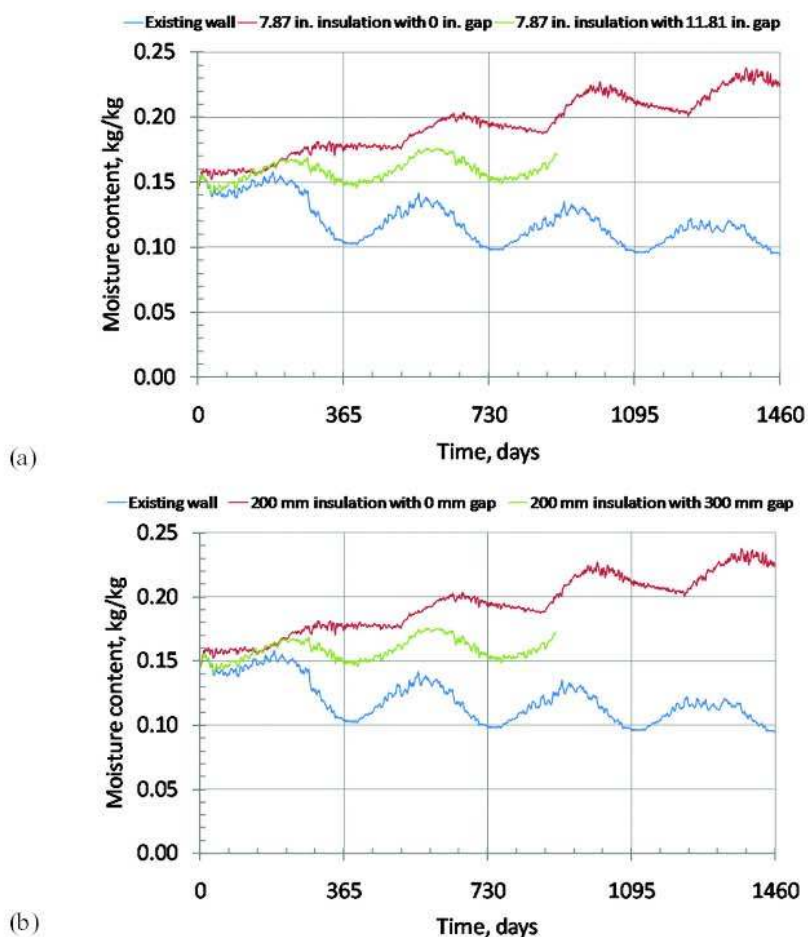 Existing wall 7.87 in. insulation with 0 in. gap 7.87 in. insulation with 11.81 in. gap
0.25
0.20
0.15
0.10
0.05
0.00
Moisture content, kg/kg
0 365 730 1095 1460
Time, days
(a)
Existing wall 200 mm insulation with 0 mm gap 200 mm insulation with 300 mm gap
0.25
0.20
0.15
0.10
0.05
0.00
Moisture content, kg/kg
0 365 730 1095 1460
Time, days
(b)